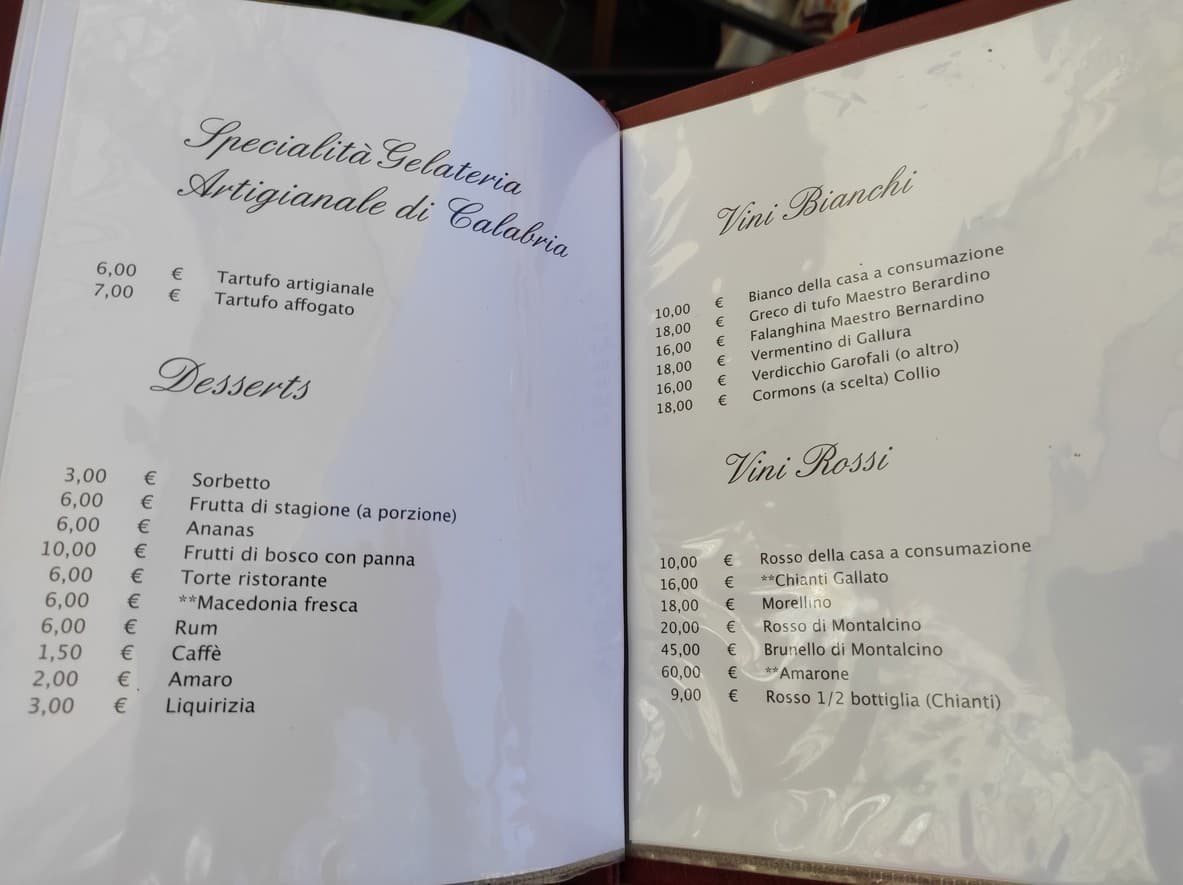 Specialità Gelateria
Artigianale di Calabria
6,00 € Tartufo artigianale
7,00 € Tartufo affogato
Desserts
3,00 € Sorbetto
6,00 € Frutta di stagione (a porzione)
6,00 € Ananas
10,00 € Frutti di bosco con panna
6,00 € Torte ristorante
6,00 € **Macedonia fresca
6,00 € Rum
1,50 € Caffè
2,00 € Amaro
3,00 € Liquirizia
Vini Bianchi
10,00 € Bianco della casa a consumazione
18,00 € Greco di tufo Maestro Berardino
16,00 € Falanghina Maestro Bernardino
18,00 € Vermentino di Gallura
16,00 € Verdicchio Garofali (o altro)
18,00 € Cormons (a scelta) Collio
Vini Rossi
10,00 € Rosso della casa a consumazione
16,00 € **Chianti Gallato
18,00 € Morellino
20,00 € Rosso di Montalcino
45,00 € Brunello di Montalcino
60,00 € **Amarone
9,00 € Rosso 1/2 bottiglia (Chianti)